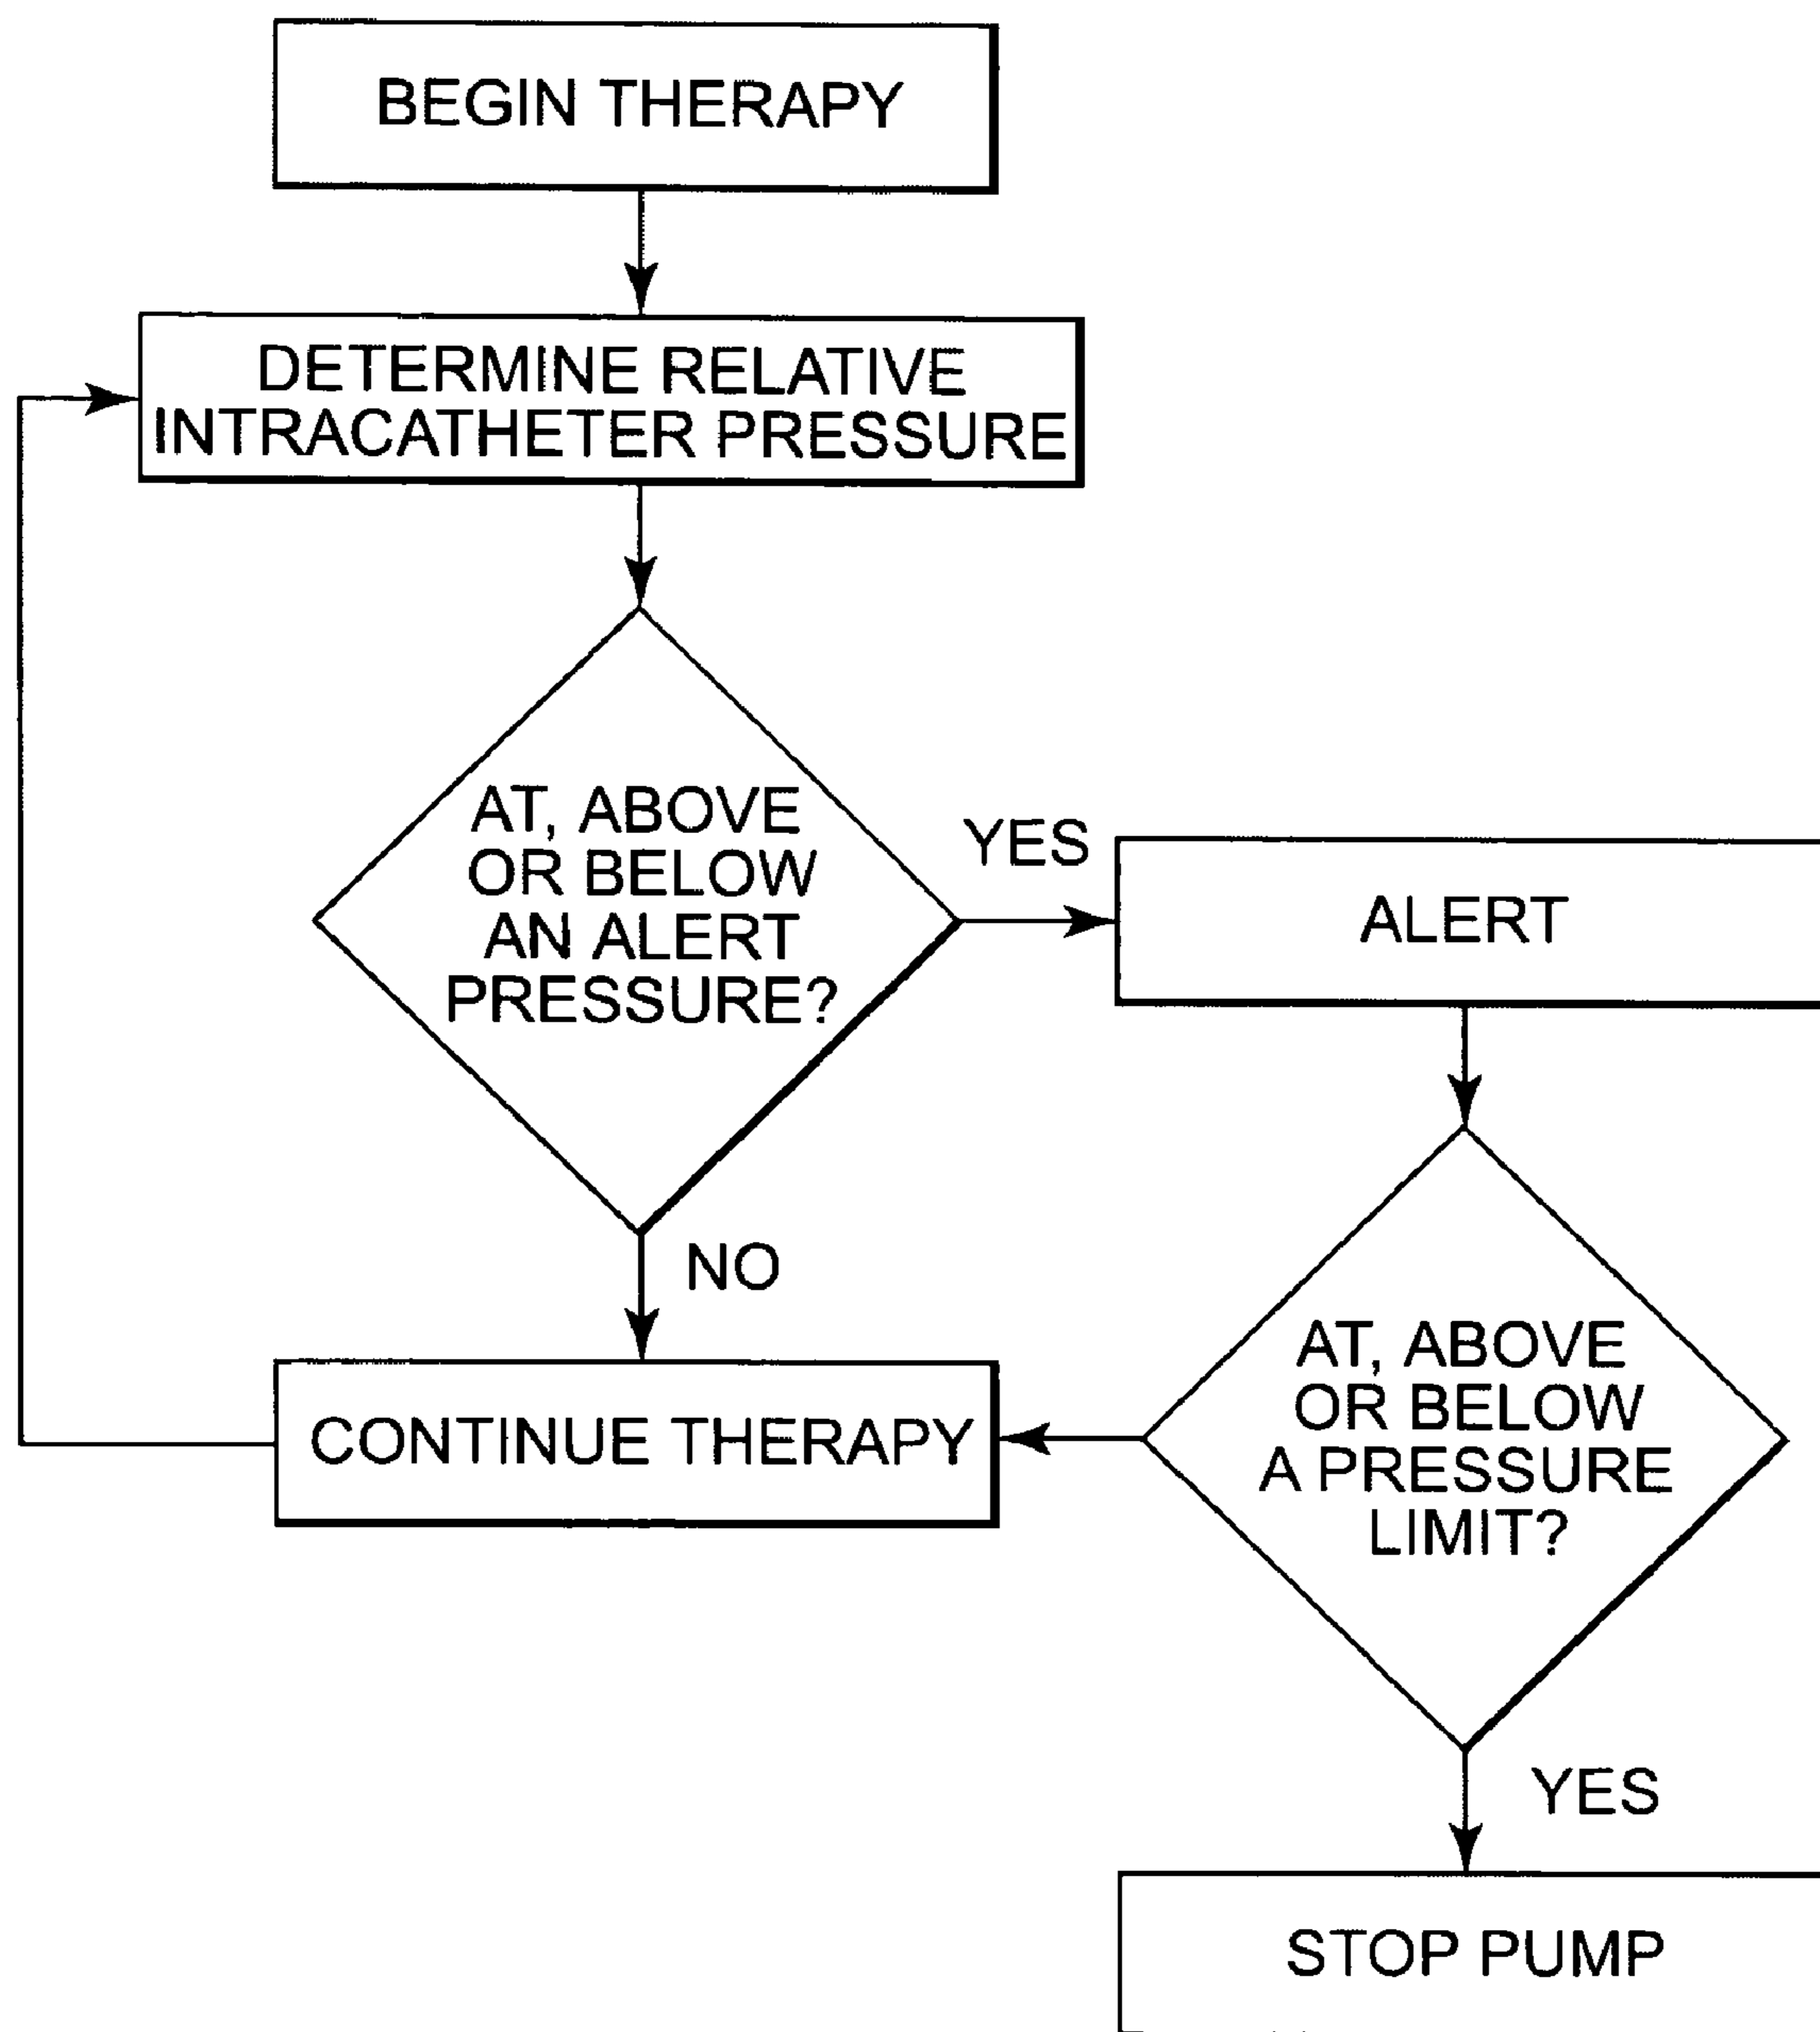 BEGIN THERAPY
DETERMINE RELATIVE
INTRACATHETER PRESSURE
AT, ABOVE
OR BELOW
AN ALERT
PRESSURE?
YES
ALERT
NO
CONTINUE THERAPY
AT, ABOVE
OR BELOW
A PRESSURE
LIMIT?
YES
STOP PUMP